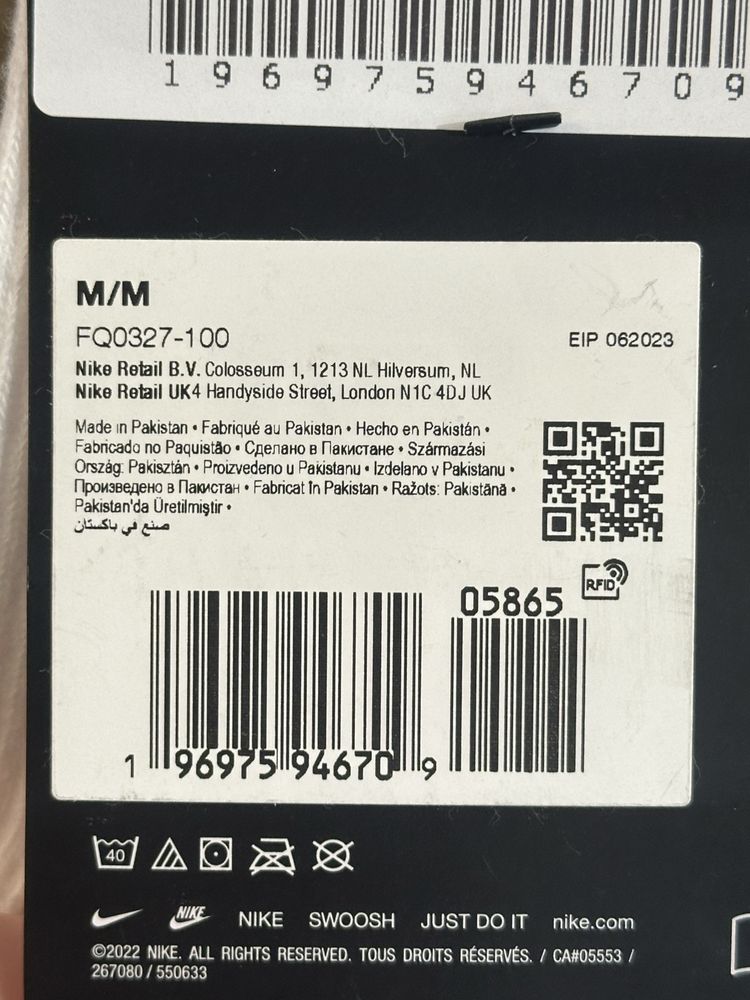 1 9 6 9 7 5 9 4 6 7 0 9
M/M
FQ0327-100
EIP 062023
Nike Retail B.V. Colosseum 1, 1213 NL Hilversum, NL
Nike Retail UK4 Handyside Street, London N1C 4DJ UK
Made in Pakistan • Fabriqué au Pakistan • Hecho en Pakistán •
Fabricado no Paquistão • Сделано в Пакистане • Származási
Ország: Pakisztán • Proizvedeno u Pakistanu • Izdelano v Pakistanu •
Произведено в Пакистан • Fabricat în Pakistan • Ražots: Pakistānā •
Pakistan'da Üretilmiştir •
صنع في باكستان
RFID
05865
1 96975 94670 9
40
NIKE NIKE SWOOSH JUST DO IT nike.com
©2022 NIKE. ALL RIGHTS RESERVED. TOUS DROITS RÉSERVÉS. / CA#05553 /
267080 / 550633